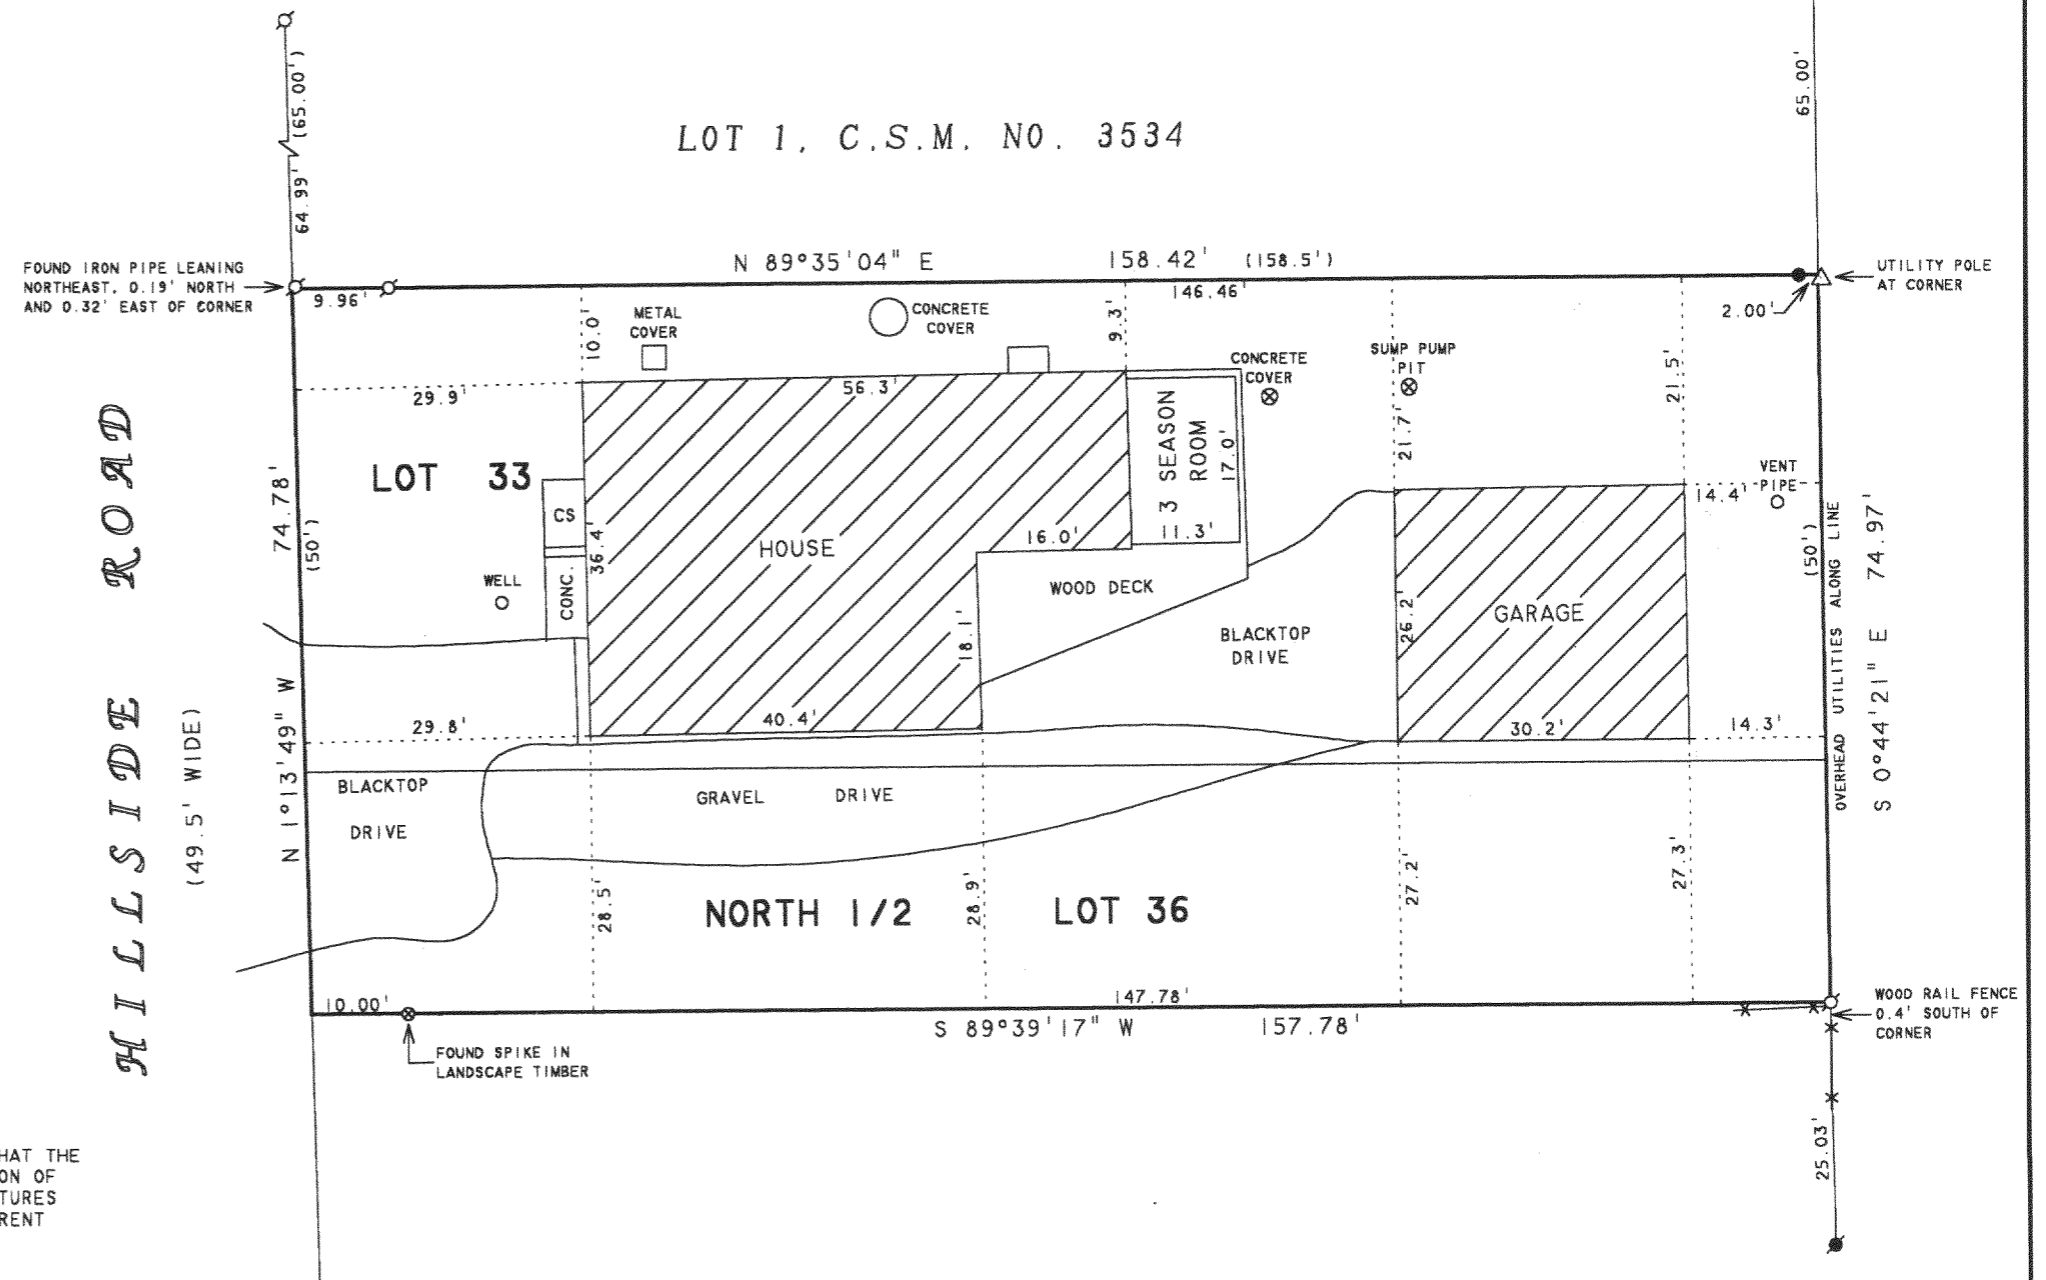 (65.00')
64.99'
65.00'
LOT 1, C.S.M. NO. 3534
N 89°35'04" E 158.42' (158.5')
FOUND IRON PIPE LEANING
NORTHEAST, 0.19' NORTH
AND 0.32' EAST OF CORNER
9.96'
146.46'
2.00'
UTILITY POLE
AT CORNER
10.0'
METAL
COVER
CONCRETE
COVER
9.3'
CONCRETE
COVER
SUMP PUMP
PIT
21.7'
21.5'
29.9'
56.3'
LOT 33
3 SEASON
ROOM
17.0'
11.3'
VENT
PIPE
14.4'
HILLSIDE ROAD
(49.5' WIDE)
N 1°13'49" W 74.78'
(50')
CS
CONC.
WELL
36.4'
HOUSE
16.0'
WOOD DECK
18.1'
BLACKTOP
DRIVE
26.2'
GARAGE
(50')
OVERHEAD UTILITIES ALONG LINE
S 0°44'21" E 74.97'
29.8'
40.4'
30.2'
14.3'
BLACKTOP
DRIVE
GRAVEL DRIVE
28.5'
NORTH 1/2 LOT 36
28.9'
27.2'
27.3'
10.00'
147.78'
S 89°39'17" W 157.78'
FOUND SPIKE IN
LANDSCAPE TIMBER
WOOD RAIL FENCE
0.4' SOUTH OF
CORNER
25.03'
HAT THE
ON OF
TURES
RENT